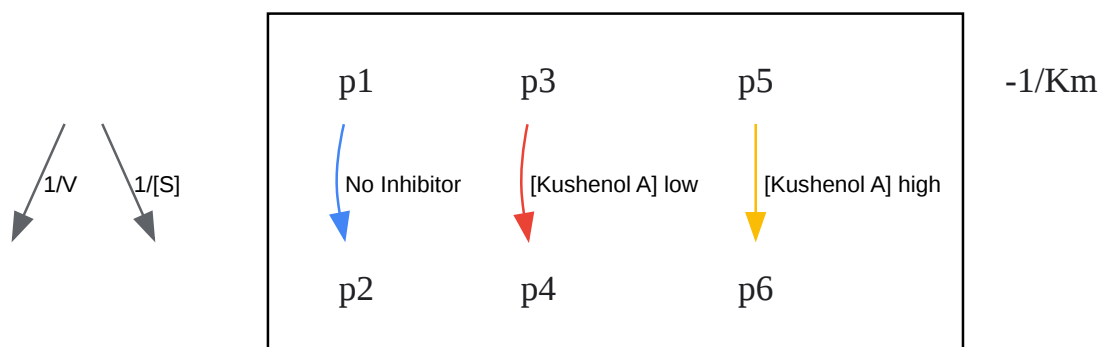 p1 p3 p5 -1/Km
1/V 1/[S] No Inhibitor [Kushenol A] low [Kushenol A] high
p2 p4 p6